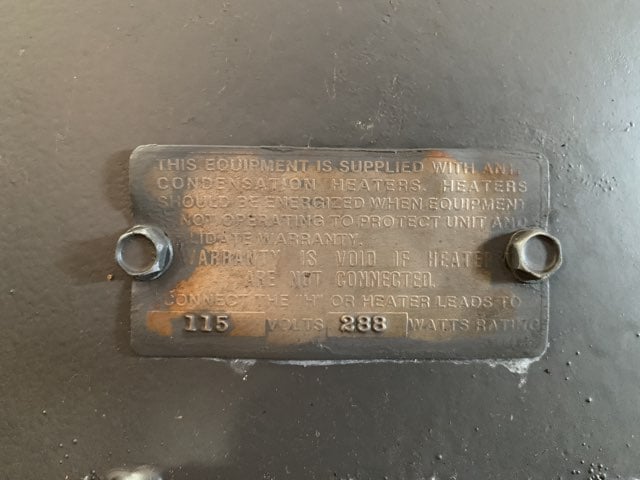 THIS EQUIPMENT IS SUPPLIED WITH ANTI
CONDENSATION HEATERS. HEATERS
SHOULD BE ENERGIZED WHEN EQUIPMENT
NOT OPERATING TO PROTECT UNIT AND
LIDATE WARRANTY.
WARRANTY IS VOID IF HEATER
ARE NOT CONNECTED.
CONNECT THE "H" OR HEATER LEADS TO
115 VOLTS 288 WATTS RATING